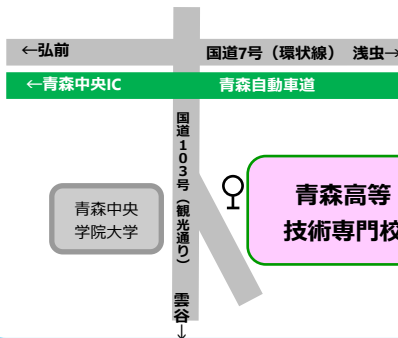 ←弘前
国道7号（環状線） 浅虫→
←青森中央IC
青森自動車道
国道103号（観光通り）
青森中央
学院大学
青森高等
技術専門校
雲谷
↓